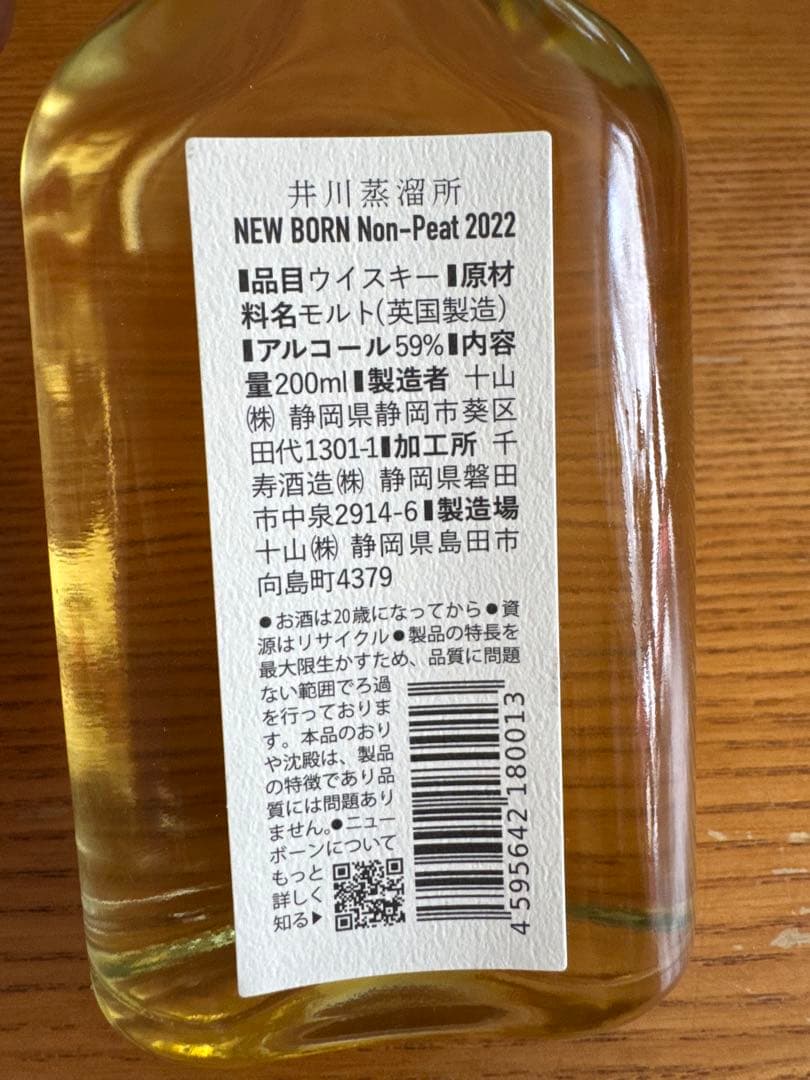 井川蒸溜所
NEW BORN Non-Peat 2022
▮品目ウイスキー▮原材
料名モルト(英国製造)
▮アルコール59%▮内容
量200ml▮製造者 十山
㈱ 静岡県静岡市葵区
田代1301-1▮加工所 千
寿酒造㈱ 静岡県磐田
市中泉2914-6▮製造場
十山㈱ 静岡県島田市
向島町4379
●お酒は20歳になってから●資
源はリサイクル●製品の特長を
最大限生かすため、品質に問題
ない範囲でろ過
を行っておりま
す。本品のおり
や沈殿は、製品
の特徴であり品
質には問題あり
ません。●ニュー
ボーンについて
もっと
詳しく
知る▶
4 595642 180013